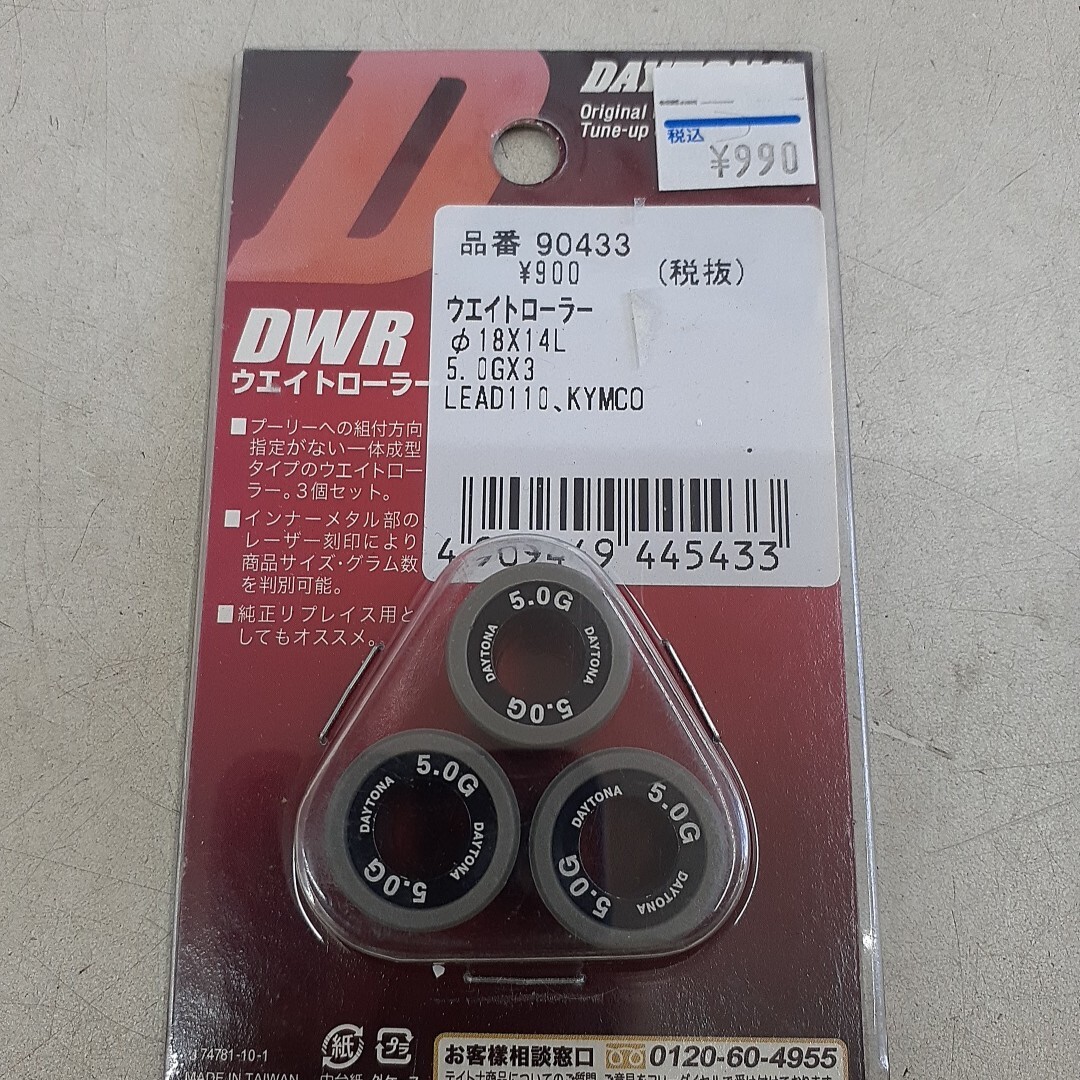 Original
Tune-up
税込
¥990
品番 90433
¥900 (税抜)
ウエイトローラー
φ18X14L
5.0GX3
LEAD110、KYMCO
4909449 445433
DWR
ウエイトローラー
■プーリーへの組付方向
指定がない一体成型
タイプのウエイトロー
ラー。3個セット。
■インナーメタル部の
レーザー刻印により
商品サイズ・グラム数
を判別可能。
■純正リプレイス用と
してもオススメ。
5.0G
DAYTONA
DAYTONA
5.0G
5.0G
DAYTONA
DAYTONA
5.0G
5.0G
DAYTONA
DAYTONA
5.0G
74781-10-1
MADE IN TAIWAN
紙
プラ
お客様相談窓口 0120-60-4955